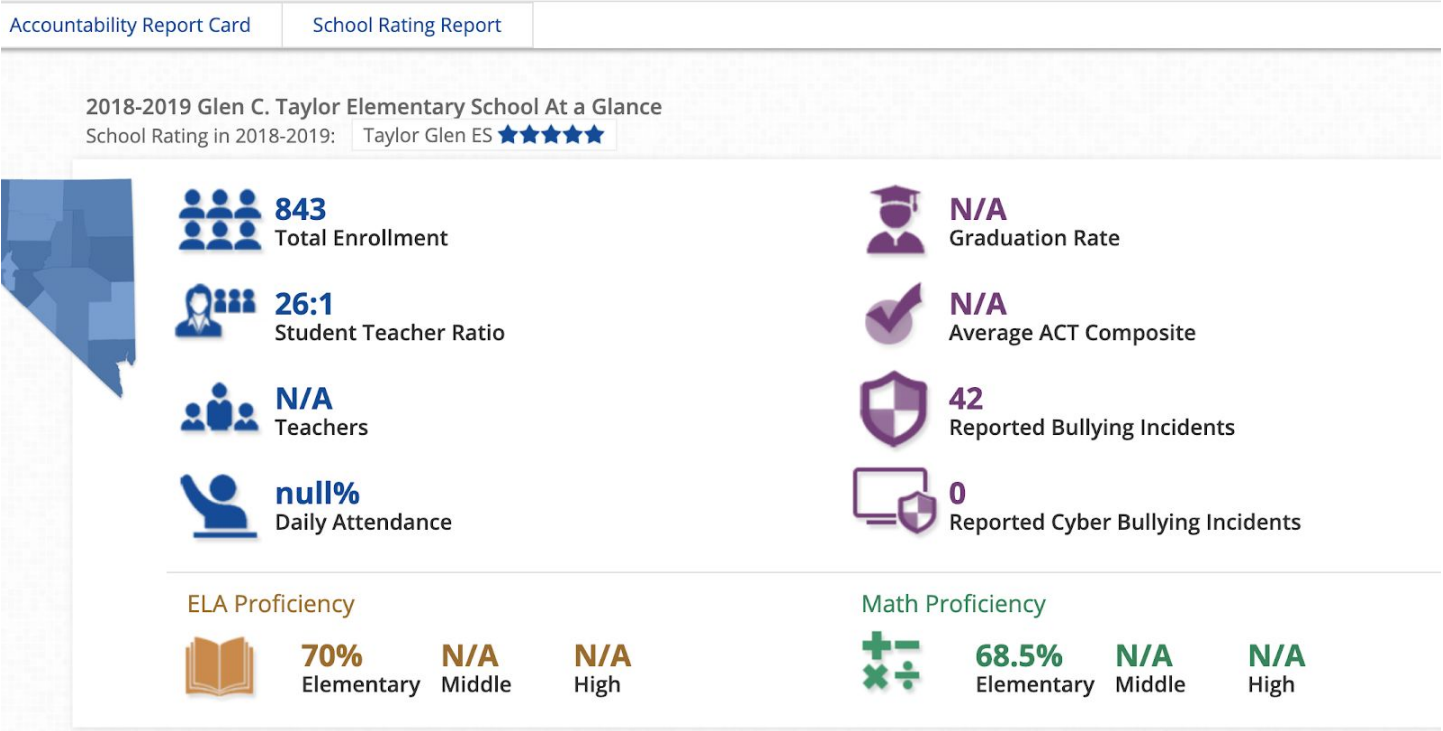 Accountability Report Card
School Rating Report
2018-2019 Glen C. Taylor Elementary School At a Glance
School Rating in 2018-2019: Taylor Glen ES
843
Total Enrollment
26:1
Student Teacher Ratio
N/A
Teachers
null%
Daily Attendance
N/A
Graduation Rate
N/A
Average ACT Composite
42
Reported Bullying Incidents
0
Reported Cyber Bullying Incidents
ELA Proficiency
70% N/A N/A
Elementary Middle High
Math Proficiency
68.5% N/A N/A
Elementary Middle High